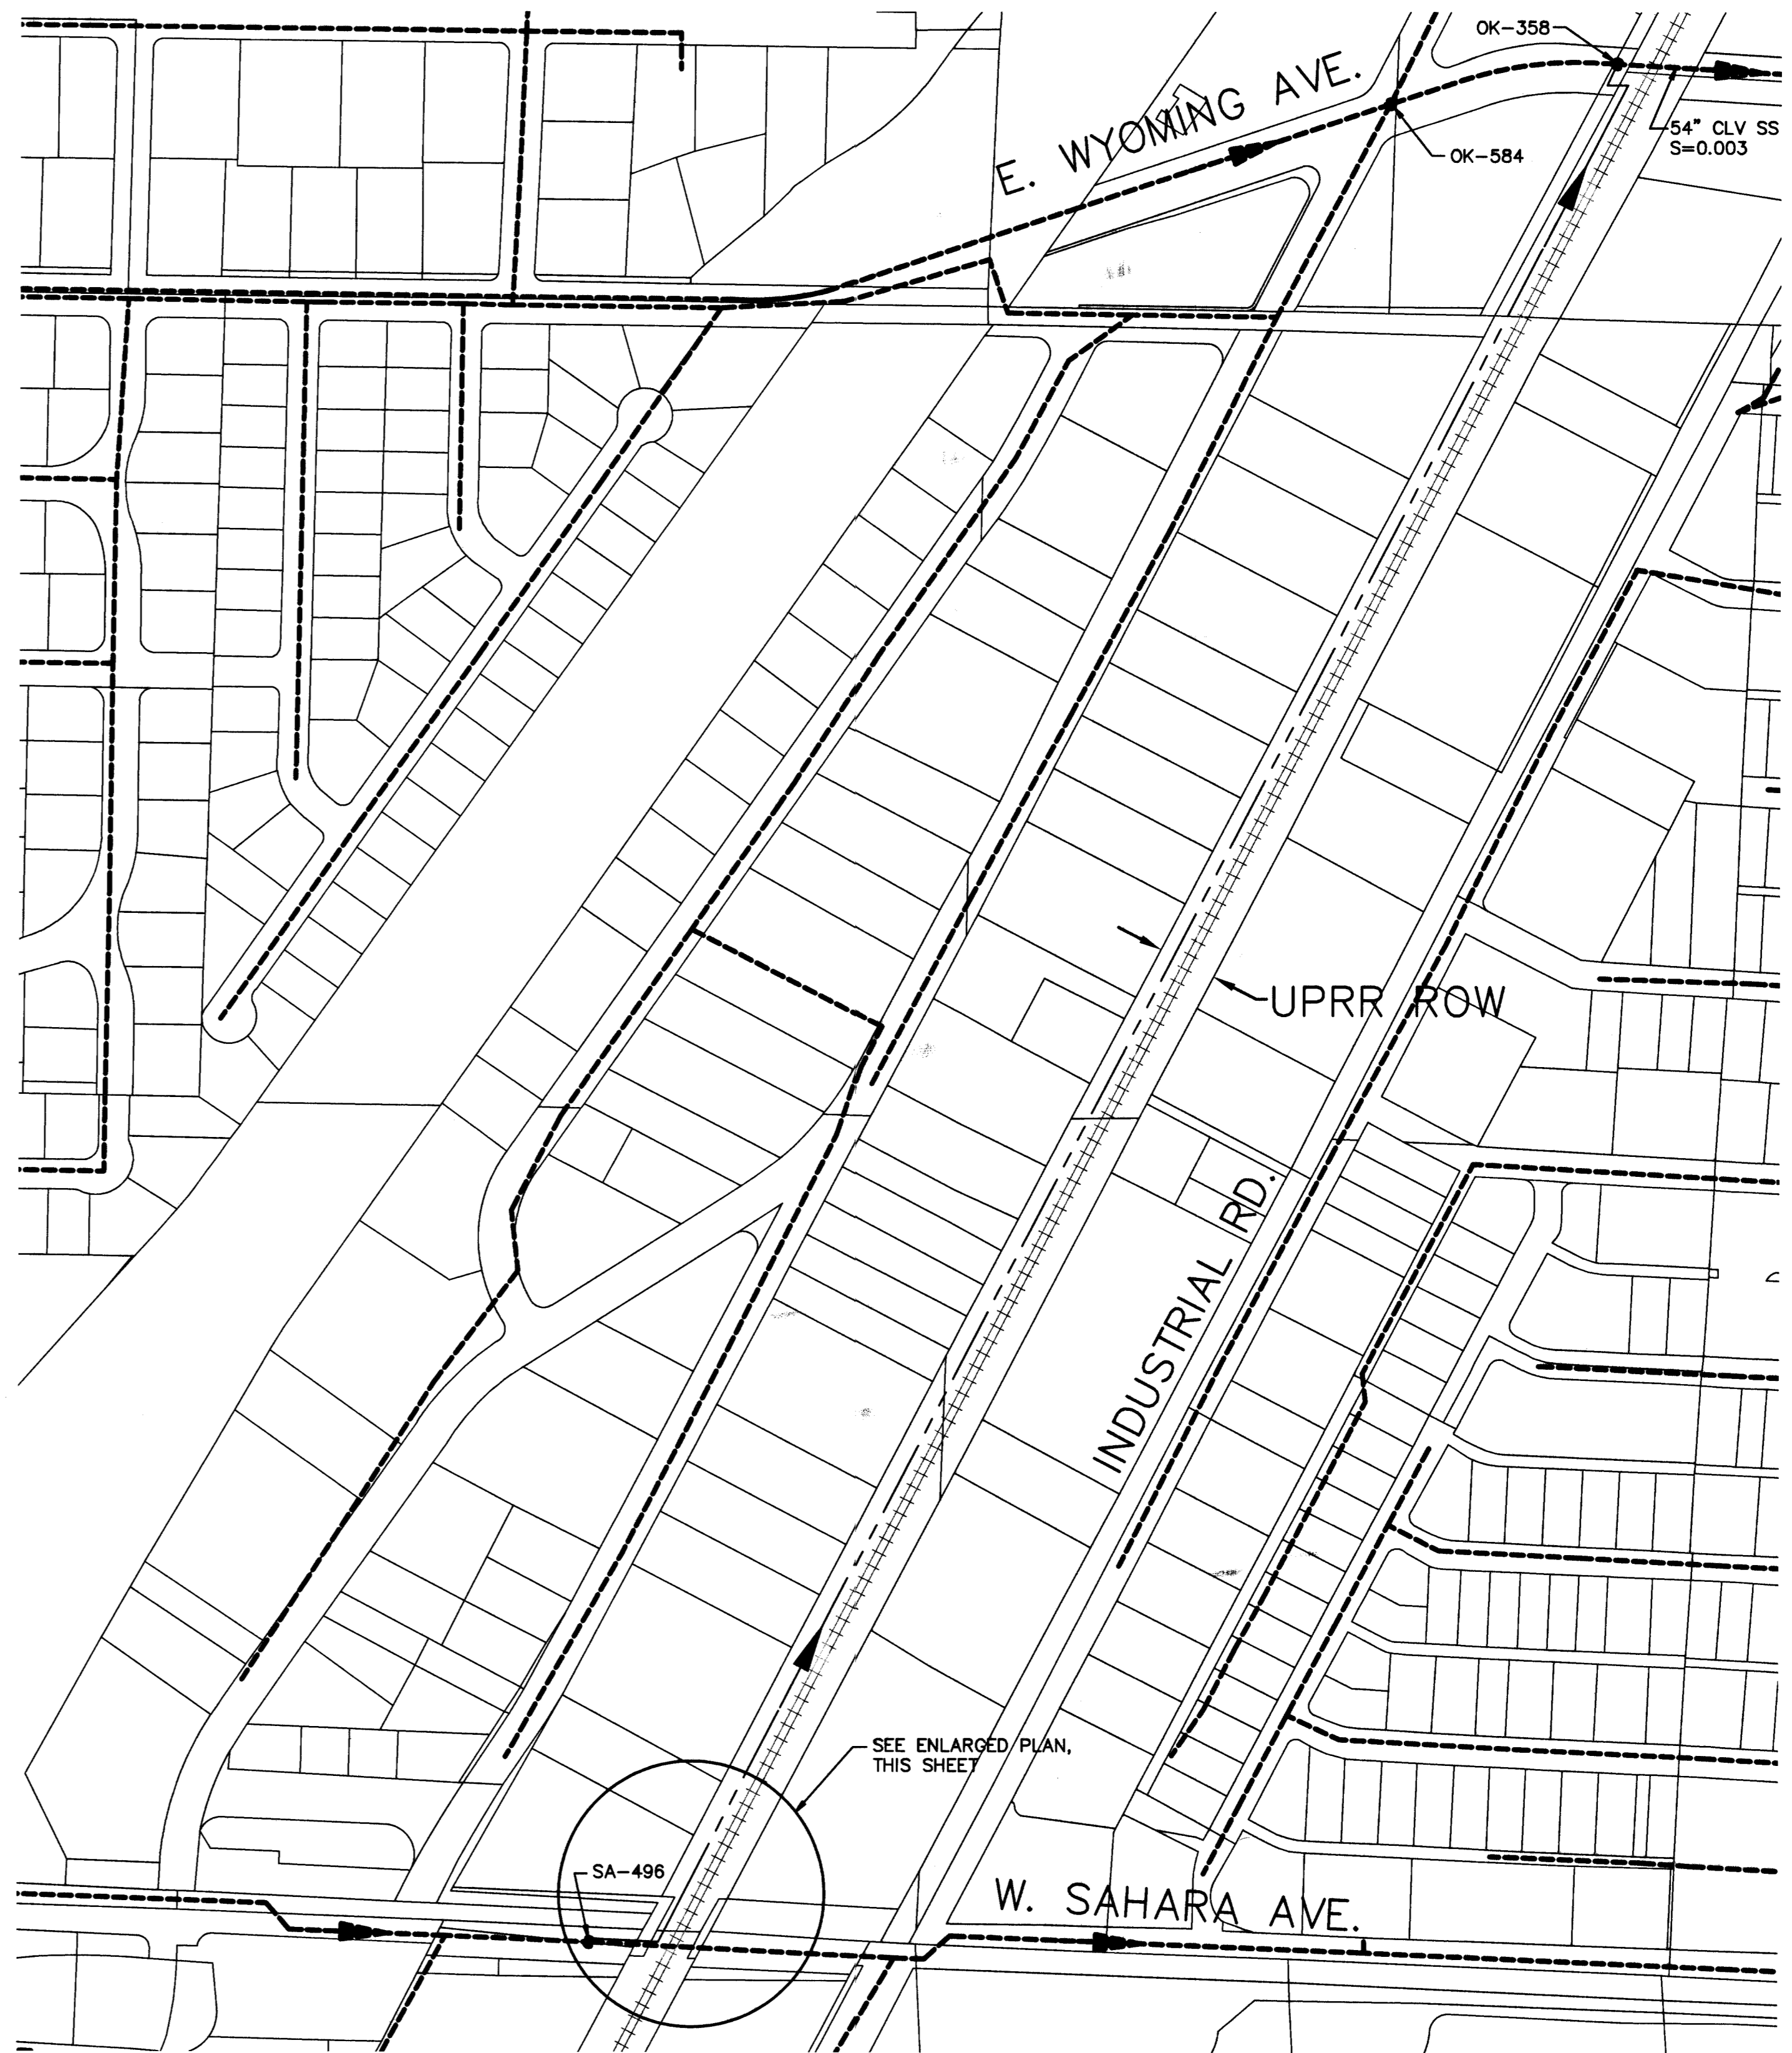 OK-358
E. WYOMING AVE.
54" CLV SS
S=0.003
OK-584
UPRR ROW
INDUSTRIAL RD.
SEE ENLARGED PLAN,
THIS SHEET
SA-496
W. SAHARA AVE.